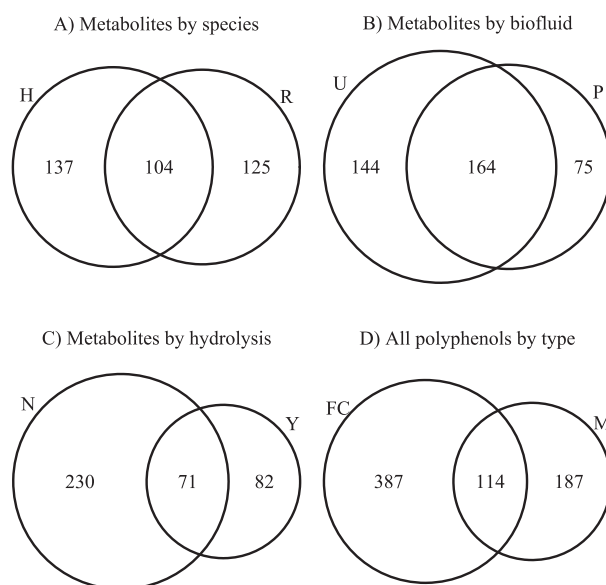 A) Metabolites by species
B) Metabolites by biofluid
H
R
137
104
125
U
P
144
164
75
C) Metabolites by hydrolysis
D) All polyphenols by type
N
Y
230
71
82
FC
M
387
114
187